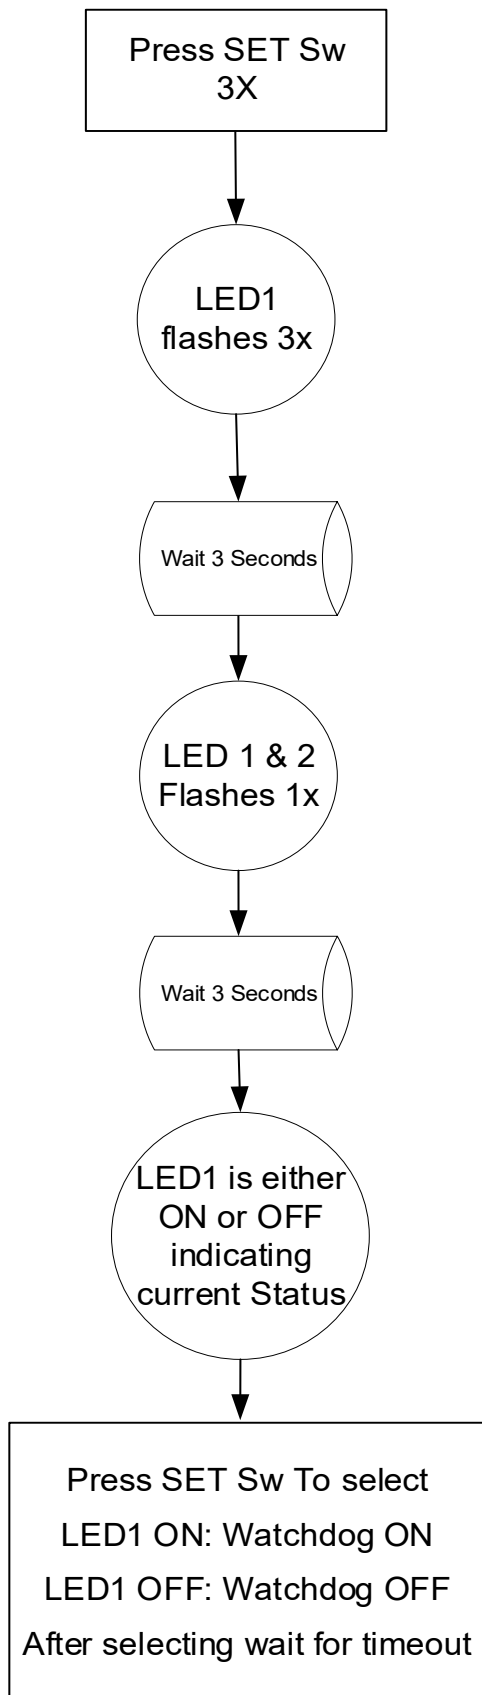 Press SET Sw
3X
LED1
flashes 3x
Wait 3 Seconds
LED 1 & 2
Flashes 1x
Wait 3 Seconds
LED1 is either
ON or OFF
indicating
current Status
Press SET Sw To select
LED1 ON: Watchdog ON
LED1 OFF: Watchdog OFF
After selecting wait for timeout